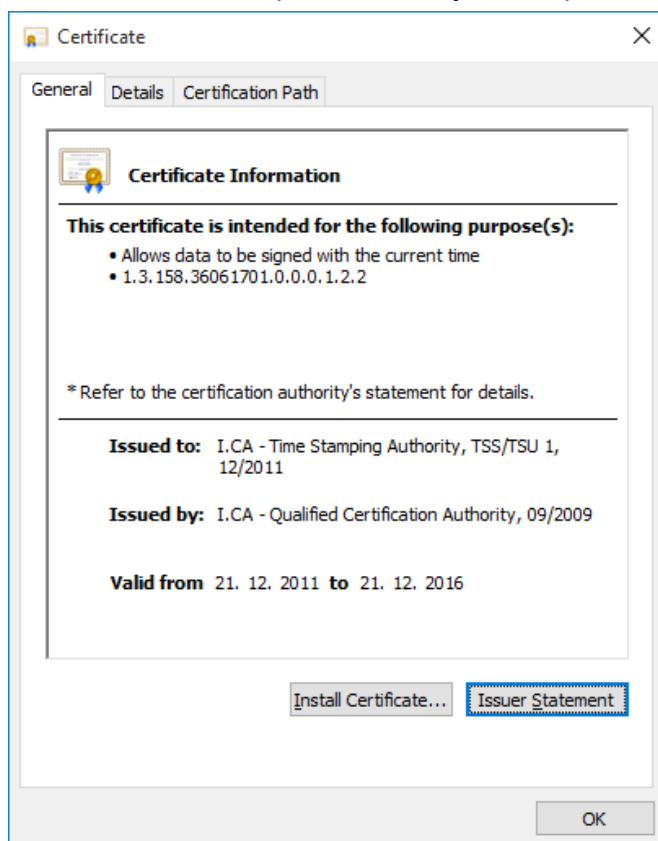 Certificate
General Details Certification Path
Certificate Information
This certificate is intended for the following purpose(s):
• Allows data to be signed with the current time
• 1.3.158.36061701.0.0.0.1.2.2
* Refer to the certification authority's statement for details.
Issued to: I.CA - Time Stamping Authority, TSS/TSU 1,
12/2011
Issued by: I.CA - Qualified Certification Authority, 09/2009
Valid from 21. 12. 2011 to 21. 12. 2016
Install Certificate... Issuer Statement
OK